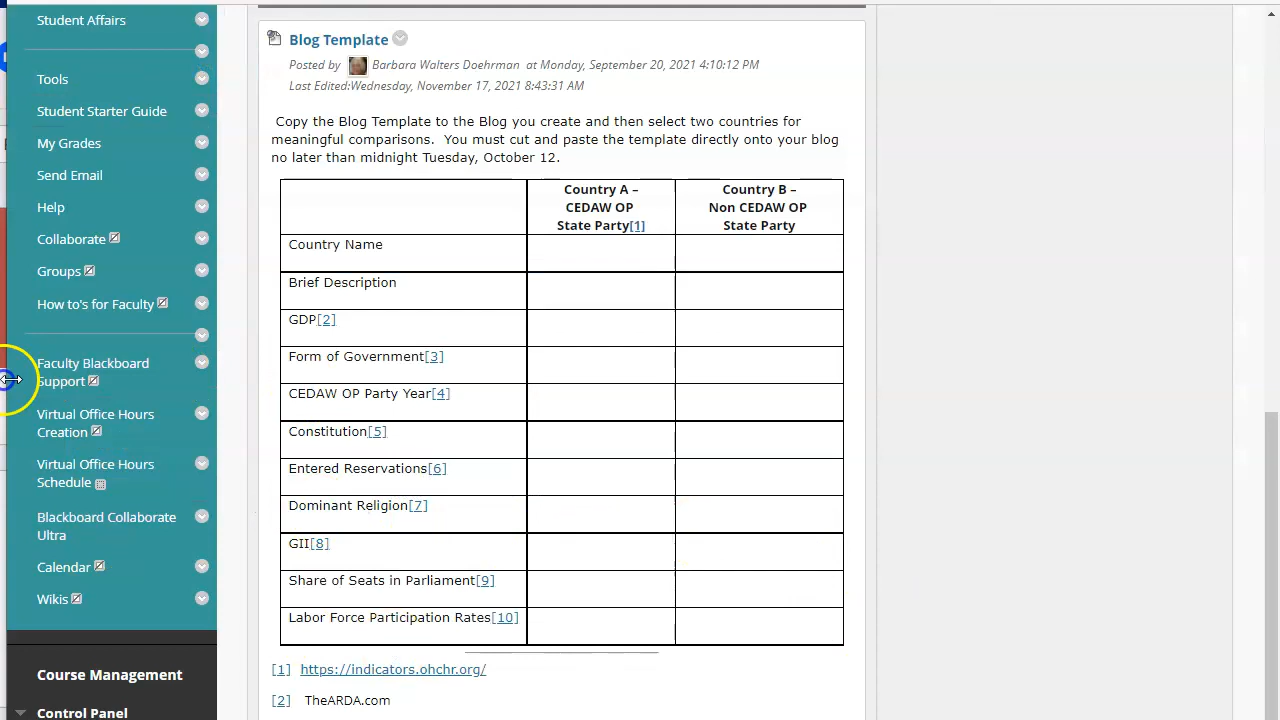 Student Affairs
Tools
Student Starter Guide
My Grades
Send Email
Help
Collaborate
Groups
How to's for Faculty
Faculty Blackboard
Support
Virtual Office Hours
Creation
Virtual Office Hours
Schedule
Blackboard Collaborate
Ultra
Calendar
Wikis
Course Management
Control Panel
Blog Template
Posted by Barbara Walters Doehrman at Monday, September 20, 2021 4:10:12 PM
Last Edited:Wednesday, November 17, 2021 8:43:31 AM
Copy the Blog Template to the Blog you create and then select two countries for
meaningful comparisons. You must cut and paste the template directly onto your blog
no later than midnight Tuesday, October 12.
Country A –
CEDAW OP
State Party[1]
Country B –
Non CEDAW OP
State Party
Country Name
Brief Description
GDP[2]
Form of Government[3]
CEDAW OP Party Year[4]
Constitution[5]
Entered Reservations[6]
Dominant Religion[7]
GII[8]
Share of Seats in Parliament[9]
Labor Force Participation Rates[10]
[1] https://indicators.ohchr.org/
[2] TheARDA.com